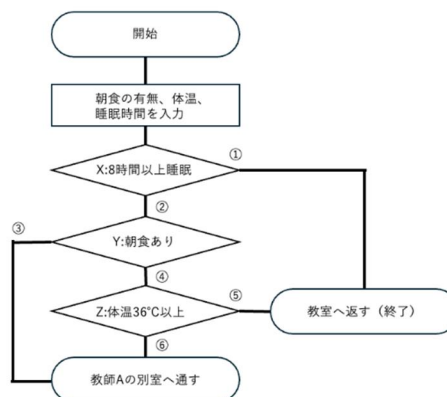 開始
朝食の有無、体温、
睡眠時間を入力
①
X:8時間以上睡眠
②
③
Y:朝食あり
④
⑤
Z:体温36℃以上
教室へ返す（終了）
⑥
教師Aの別室へ通す